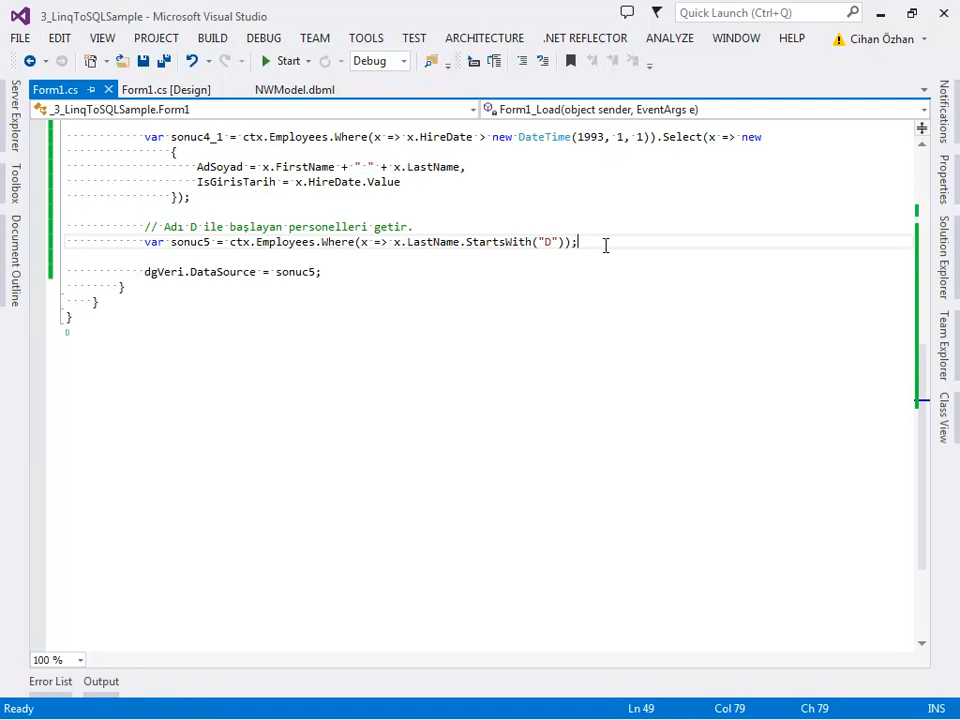 3_LinqToSQLSample - Microsoft Visual Studio
Quick Launch (Ctrl+Q)
FILE EDIT VIEW PROJECT BUILD DEBUG TEAM TOOLS TEST ARCHITECTURE .NET REFLECTOR ANALYZE WINDOW HELP Cihan Özhan
Start Debug
Form1.cs Form1.cs [Design] NWModel.dbml
_3_LinqToSQLSample.Form1 Form1_Load(object sender, EventArgs e)
var sonuc4_1 = ctx.Employees.Where(x => x.HireDate > new DateTime(1993, 1, 1)).Select(x => new
{
AdSoyad = x.FirstName + " " + x.LastName,
IsGirisTarih = x.HireDate.Value
});
// Adı D ile başlayan personelleri getir.
var sonuc5 = ctx.Employees.Where(x => x.LastName.StartsWith("D"));
dgVeri.DataSource = sonuc5;
}
}
}
Server Explorer
Toolbox
Document Outline
Notifications
Properties
Solution Explorer
Team Explorer
Class View
100 %
Error List Output
Ready Ln 49 Col 79 Ch 79 INS